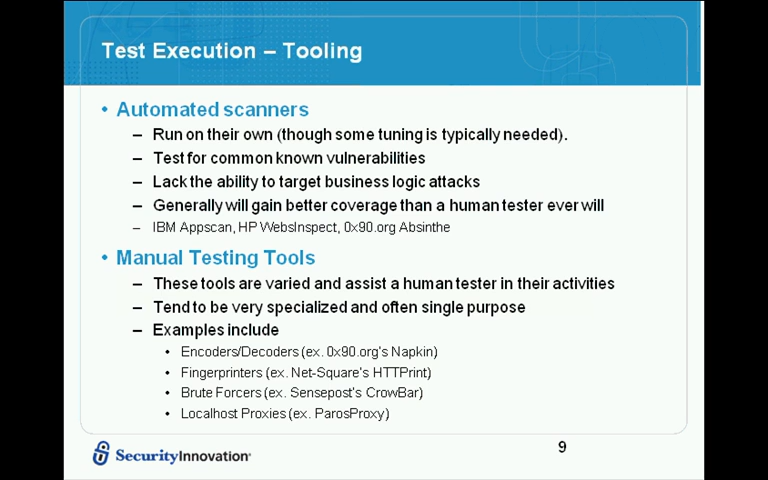 Test Execution – Tooling
• Automated scanners
– Run on their own (though some tuning is typically needed).
– Test for common known vulnerabilities
– Lack the ability to target business logic attacks
– Generally will gain better coverage than a human tester ever will
– IBM Appscan, HP WebsInspect, 0x90.org Absinthe
• Manual Testing Tools
– These tools are varied and assist a human tester in their activities
– Tend to be very specialized and often single purpose
– Examples include
• Encoders/Decoders (ex. 0x90.org's Napkin)
• Fingerprinters (ex. Net-Square's HTTPrint)
• Brute Forcers (ex. Sensepost's CrowBar)
• Localhost Proxies (ex. ParosProxy)
SecurityInnovation
9